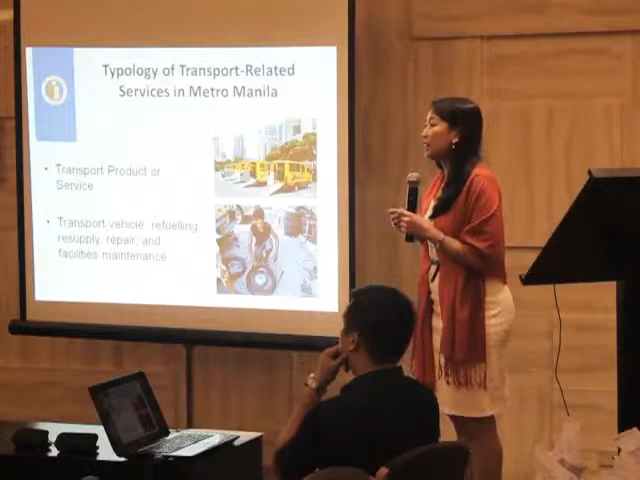 Typology of Transport-Related
Services in Metro Manila
• Transport Product or
Service
• Transport vehicle, refuelling
resupply, repair, and
facilities maintenance